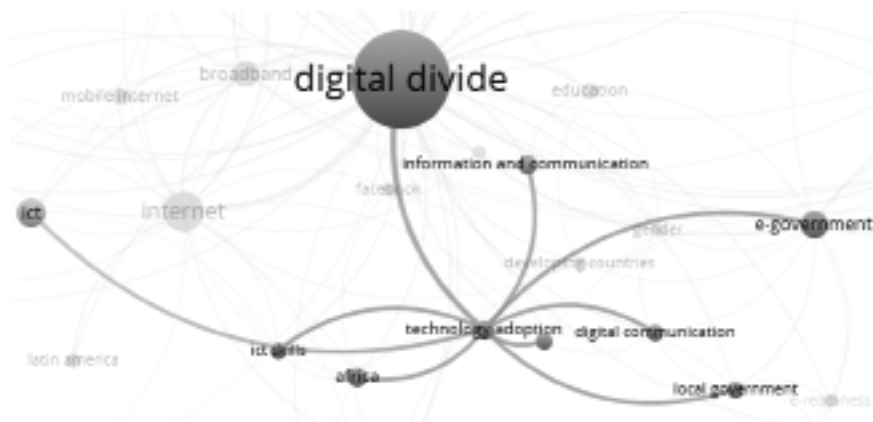 broadband
digital divide
mobile internet
education
information and communication
facebook
ict
internet
e-government
gender
developing countries
technology adoption
digital communication
ict skills
latin america
africa
local government
e-readiness